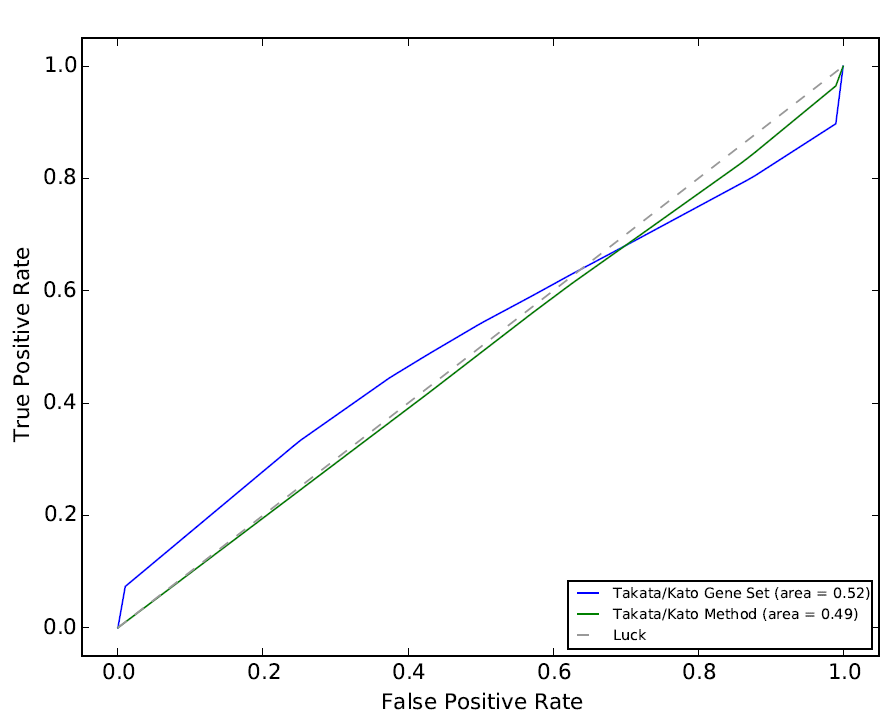 1.0
0.8
0.6
0.4
0.2
0.0
True Positive Rate
Takata/Kato Gene Set (area = 0.52)
Takata/Kato Method (area = 0.49)
Luck
0.0 0.2 0.4 0.6 0.8 1.0
False Positive Rate